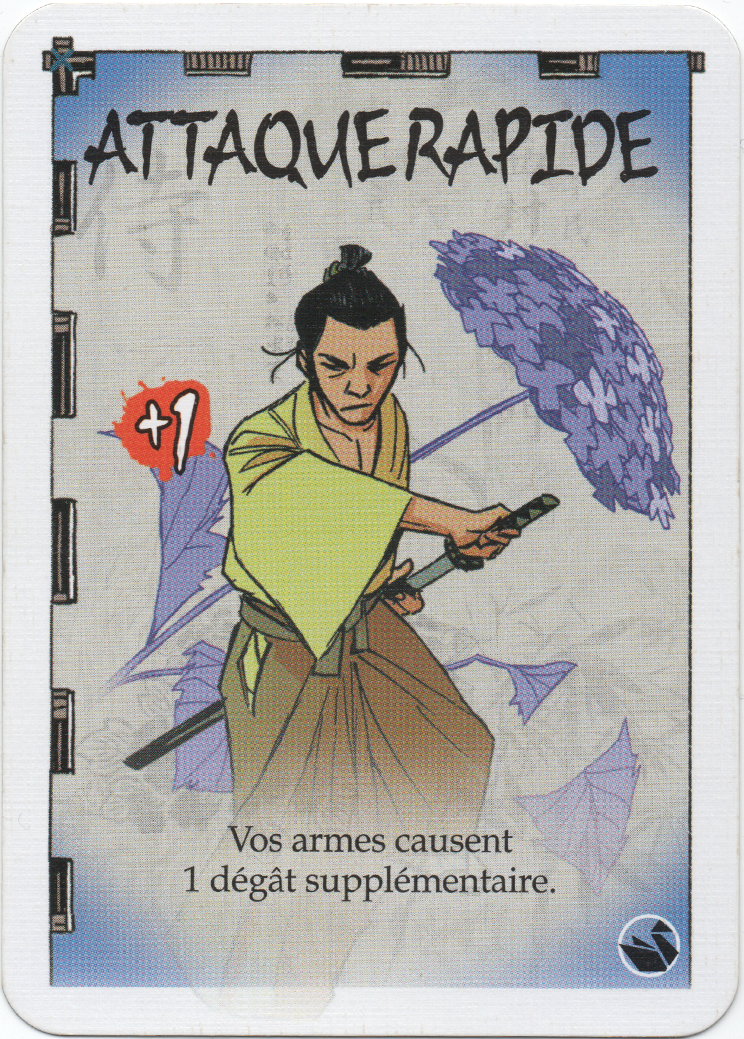 ATTAQUE RAPIDE
+1
Vos armes causent
1 dégât supplémentaire.